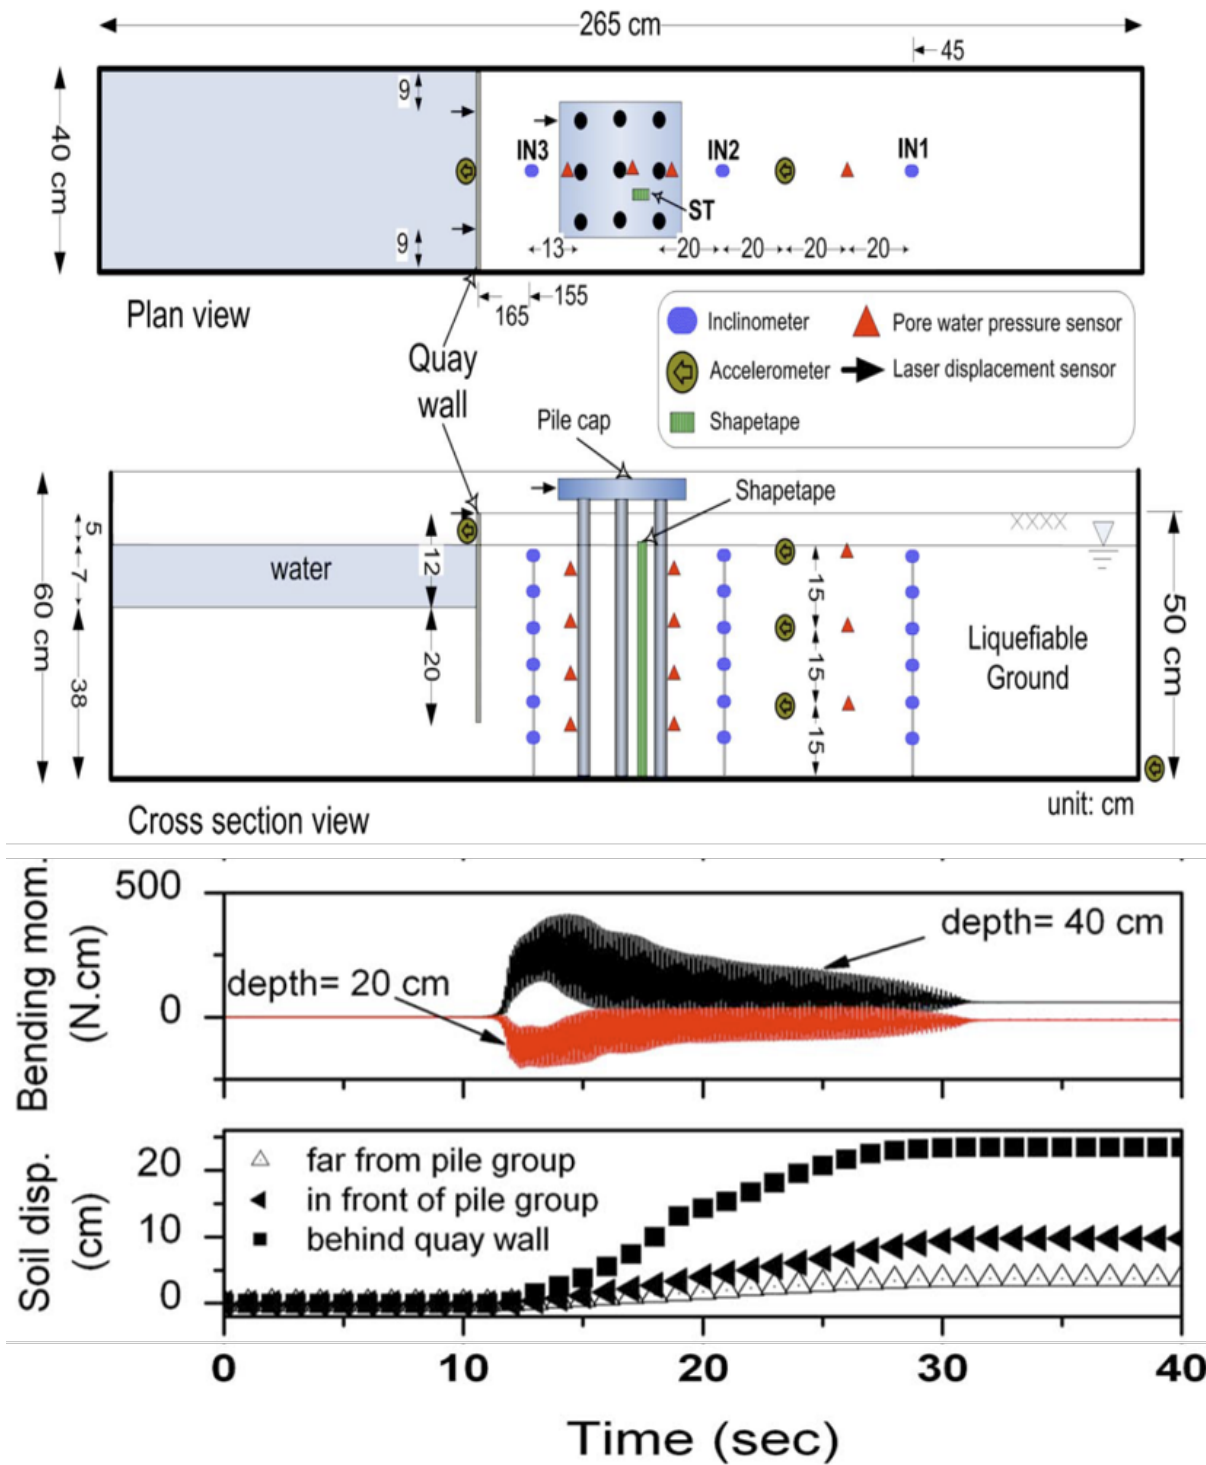 265 cm
45
9
40 cm
IN3
IN2
IN1
ST
9
13
20
20
20
20
155
165
Plan view
Inclinometer
Pore water pressure sensor
Accelerometer
Laser displacement sensor
Shapetape
Quay
wall
Pile cap
Shapetape
5
12
water
7
60 cm
15
50 cm
15
Liquefiable
Ground
20
38
15
unit: cm
Cross section view
Bending mom.
(N.cm)
500
0
depth= 40 cm
depth= 20 cm
Soil disp.
(cm)
20
10
0
far from pile group
in front of pile group
behind quay wall
0
10
20
30
40
Time (sec)